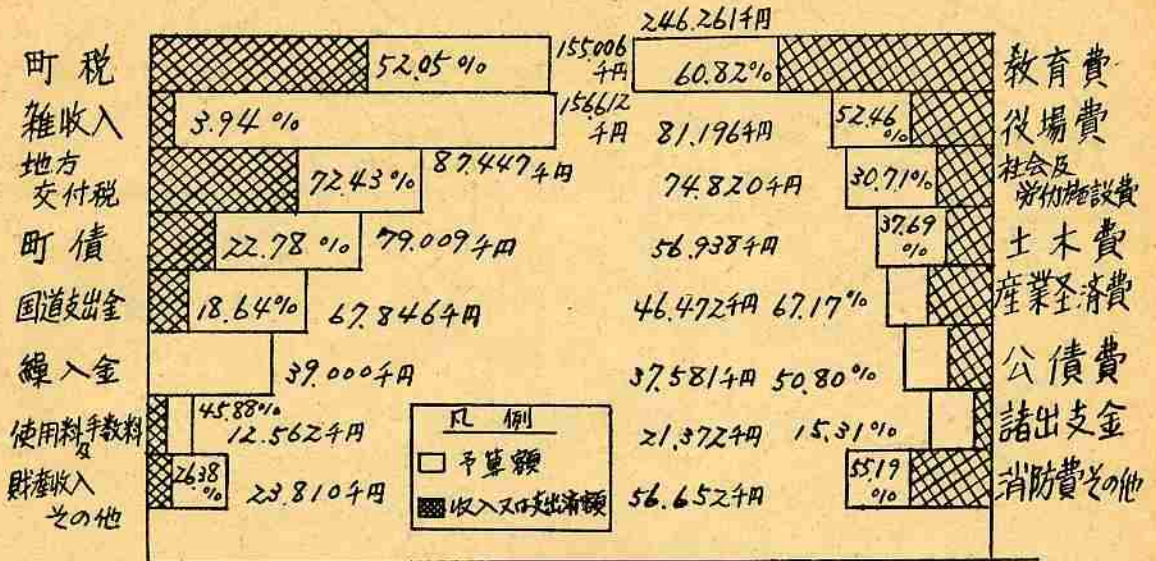 町税
52.05%
155.006
千円
雑収入
3.94%
156.612
千円
地方
交付税
72.43%
87.447千円
町債
22.78%
79.009千円
国道支出金
18.64%
67.846千円
繰入金
39.000千円
使用料及手数料
45.88%
12.562千円
財産収入
その他
26.38
%
23.810千円
凡例
予算額
収入又は支出済額
246.261千円
60.82%
教育費
81.196千円
52.46
%
役場費
74.820千円
30.71%
社会及
労仂施設費
56.938千円
37.69
%
土木費
46.472千円 67.17%
産業经済費
37.581千円 50.80%
公債費
21.372千円 15.31%
諸出支金
56.652千円
55.19
%
消防費その他